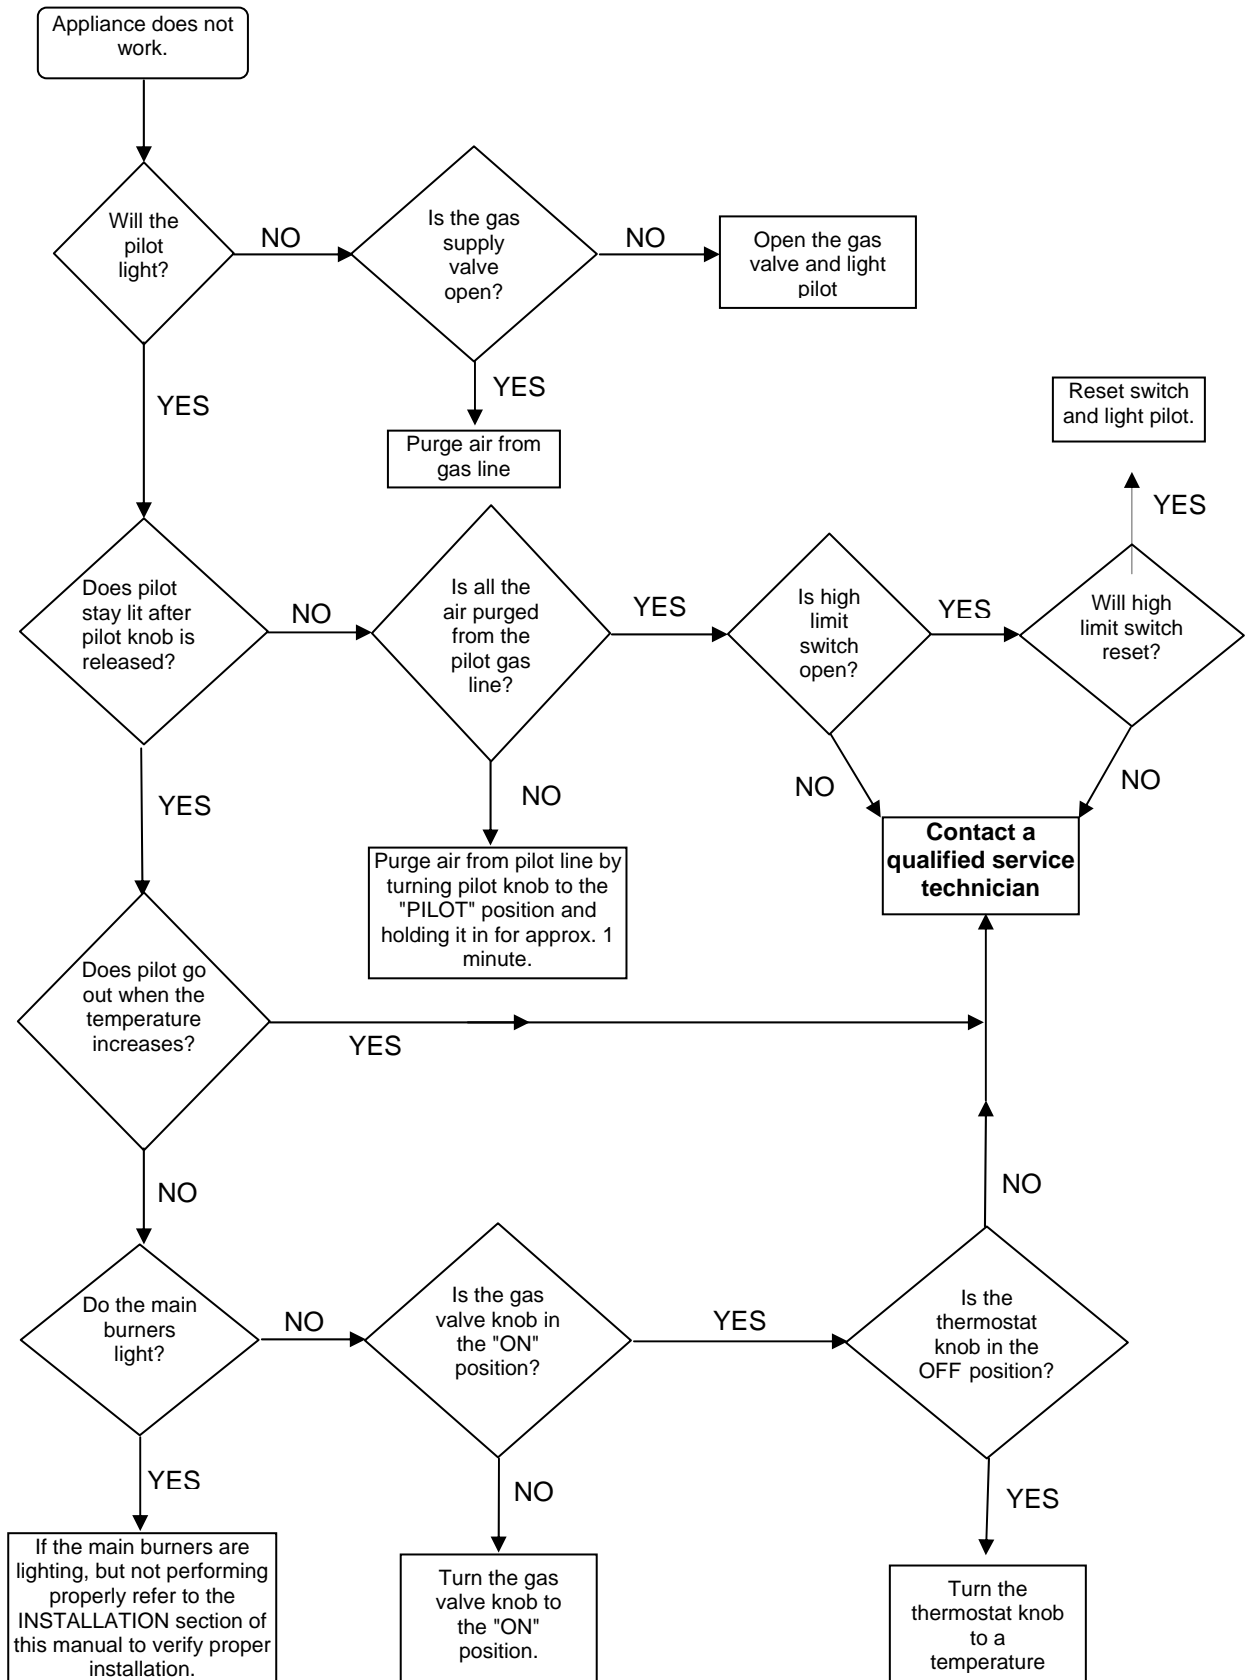 Appliance does not
work.
Will the
pilot
light?
NO
Is the gas
supply
valve
open?
NO
Open the gas
valve and light
pilot
YES
YES
Purge air from
gas line
Reset switch
and light pilot.
YES
Does pilot
stay lit after
pilot knob is
released?
NO
Is all the
air purged
from the
pilot gas
line?
YES
Is high
limit
switch
open?
YES
Will high
limit switch
reset?
YES
NO
NO
NO
Purge air from pilot line by
turning pilot knob to the
"PILOT" position and
holding it in for approx. 1
minute.
Contact a
qualified service
technician
Does pilot go
out when the
temperature
increases?
YES
NO
NO
Do the main
burners
light?
NO
Is the gas
valve knob in
the "ON"
position?
YES
Is the
thermostat
knob in the
OFF position?
YES
NO
YES
If the main burners are
lighting, but not performing
properly refer to the
INSTALLATION section of
this manual to verify proper
installation.
Turn the gas
valve knob to
the "ON"
position.
Turn the
thermostat knob
to a
temperature